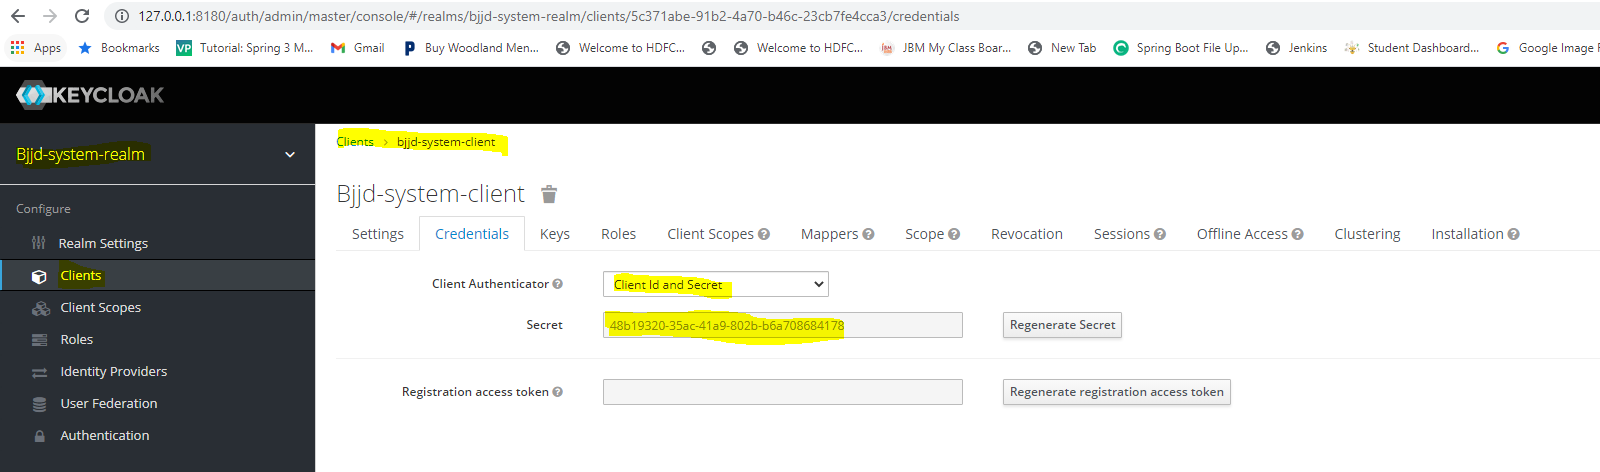 127.0.0.1:8180/auth/admin/master/console/#/realms/bjjd-system-realm/clients/5c371abe-91b2-4a70-b46c-23cb7fe4cca3/credentials
Apps Bookmarks VP Tutorial: Spring 3 M... Gmail P Buy Woodland Men... Welcome to HDFC... Welcome to HDFC... JBM My Class Boar... New Tab Spring Boot File Up... Jenkins Student Dashboard... G Google Image
KEYCLOAK
Bjjd-system-realm
Configure
Realm Settings
Clients
Client Scopes
Roles
Identity Providers
User Federation
Authentication
Clients > bjjd-system-client
Bjjd-system-client
Settings Credentials Keys Roles Client Scopes ? Mappers ? Scope ? Revocation Sessions ? Offline Access ? Clustering Installation ?
Client Authenticator ? Client Id and Secret
Secret 48b19320-35ac-41a9-802b-b6a708684178 Regenerate Secret
Registration access token ? Regenerate registration access token